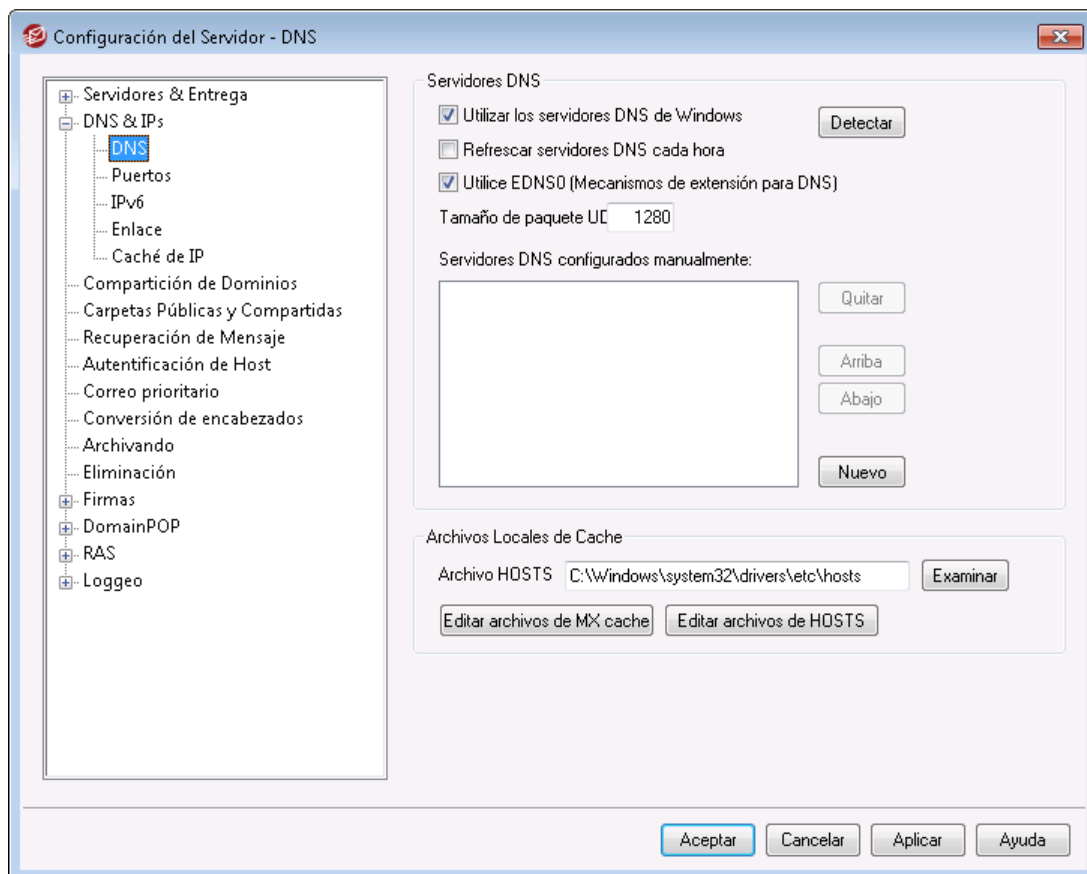 Configuración del Servidor - DNS
Servidores & Entrega
DNS & IPs
DNS
Puertos
IPv6
Enlace
Caché de IP
Compartición de Dominios
Carpetas Públicas y Compartidas
Recuperación de Mensaje
Autentificación de Host
Correo prioritario
Conversión de encabezados
Archivando
Eliminación
Firmas
DomainPOP
RAS
Loggeo
Servidores DNS
Utilizar los servidores DNS de Windows
Detectar
Refrescar servidores DNS cada hora
Utilice EDNS0 (Mecanismos de extensión para DNS)
Tamaño de paquete UD 1280
Servidores DNS configurados manualmente:
Quitar
Arriba
Abajo
Nuevo
Archivos Locales de Cache
Archivo HOSTS C:\Windows\system32\drivers\etc\hosts Examinar
Editar archivos de MX cache Editar archivos de HOSTS
Aceptar Cancelar Aplicar Ayuda